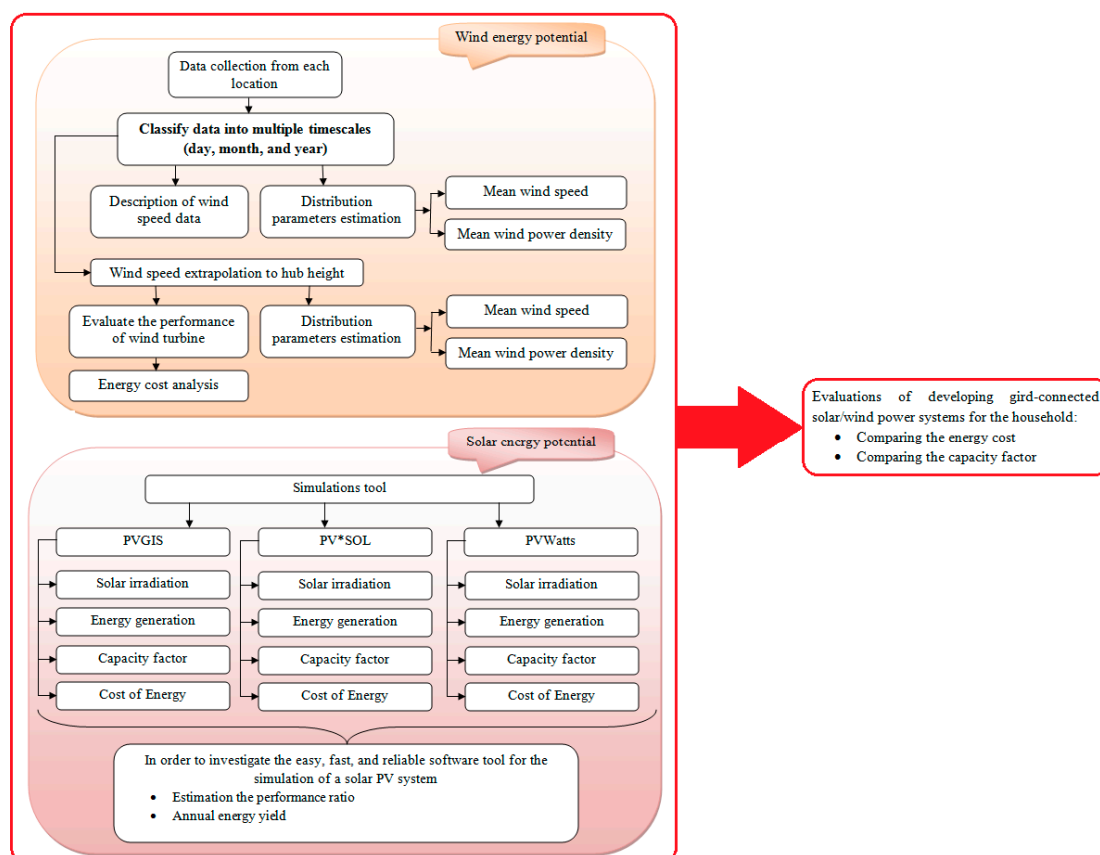 Wind energy potential
Data collection from each
location
Classify data into multiple timescales
(day, month, and year)
Description of wind
speed data
Distribution
parameters estimation
Mean wind speed
Mean wind power density
Wind speed extrapolation to hub height
Evaluate the performance
of wind turbine
Distribution
parameters estimation
Mean wind speed
Mean wind power density
Energy cost analysis
Solar energy potential
Simulations tool
PVGIS
Solar irradiation
Energy generation
Capacity factor
Cost of Energy
PV*SOL
Solar irradiation
Energy generation
Capacity factor
Cost of Energy
PVWatts
Solar irradiation
Energy generation
Capacity factor
Cost of Energy
In order to investigate the easy, fast, and reliable software tool for the
simulation of a solar PV system
• Estimation the performance ratio
• Annual energy yield
Evaluations of developing gird-connected
solar/wind power systems for the household:
• Comparing the energy cost
• Comparing the capacity factor